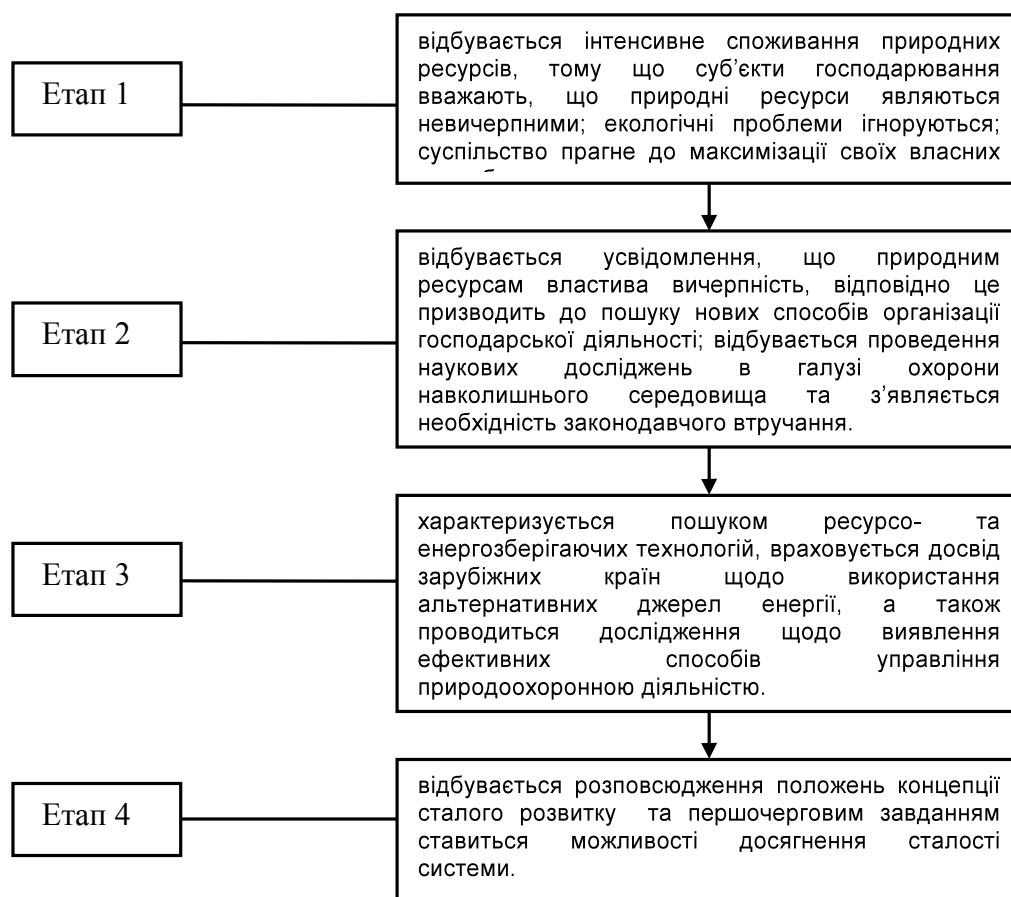 Етап 1
відбувається інтенсивне споживання природних
ресурсів, тому що суб’єкти господарювання
вважають, що природні ресурси являються
невичерпними; екологічні проблеми ігноруються;
суспільство прагне до максимізації своїх власних
Етап 2
відбувається усвідомлення, що природним
ресурсам властива вичерпність, відповідно це
призводить до пошуку нових способів організації
господарської діяльності; відбувається проведення
наукових досліджень в галузі охорони
навколишнього середовища та з’являється
необхідність законодавчого втручання.
Етап 3
характеризується пошуком ресурсо- та
енергозберігаючих технологій, враховується досвід
зарубіжних країн щодо використання
альтернативних джерел енергії, а також
проводиться дослідження щодо виявлення
ефективних способів управління
природоохоронною діяльністю.
Етап 4
відбувається розповсюдження положень концепції
сталого розвитку та першочерговим завданням
ставиться можливості досягнення сталості
системи.